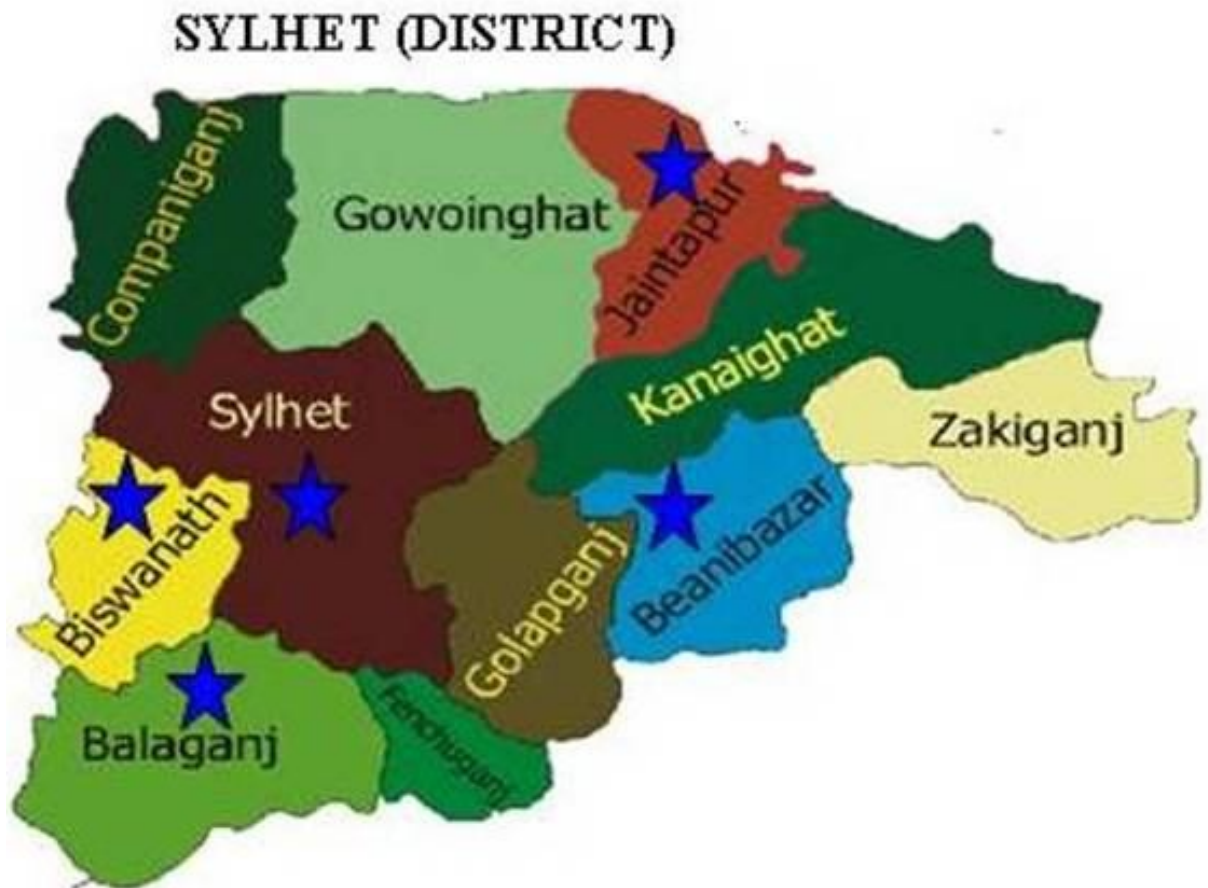 SYLHET (DISTRICT)
Companiganj
Gowoinghat
Jaintapur
Kanaighat
Sylhet
Zakiganj
Biswanath
Golapganj
Beanibazar
Balaganj
Fenchuganj